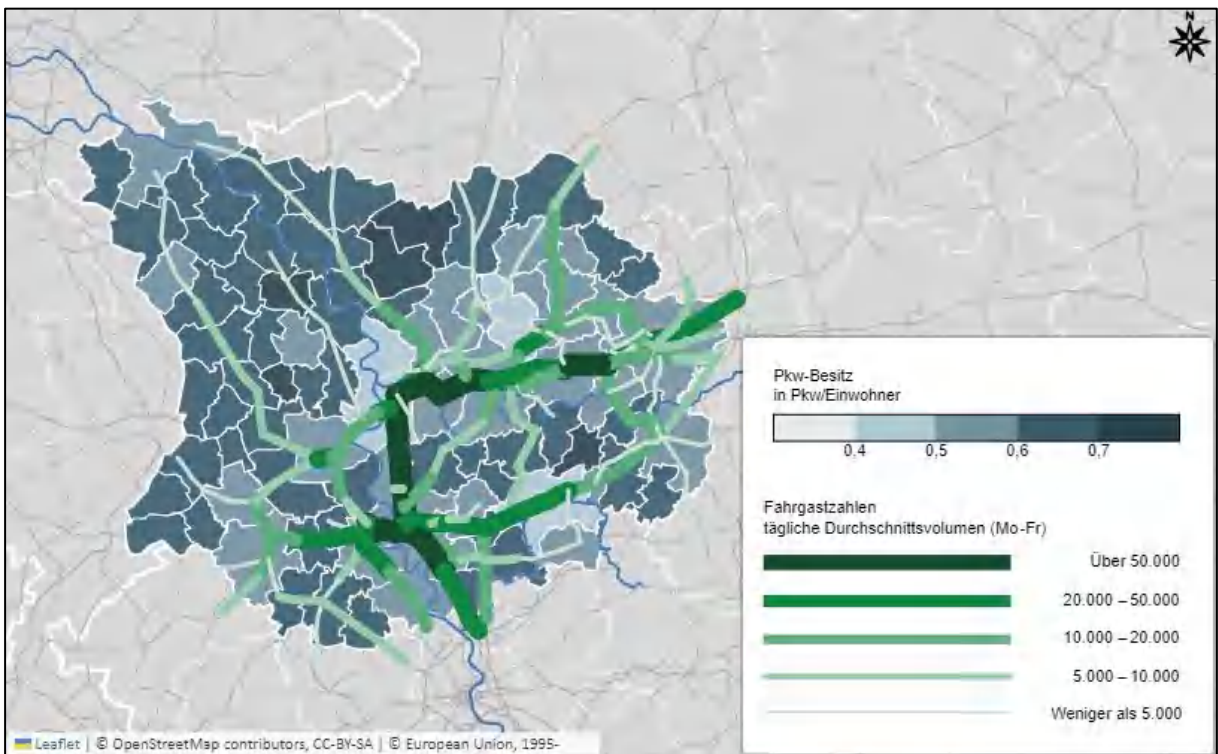 N
Pkw-Besitz
in Pkw/Einwohner
0,4 0,5 0,6 0,7
Fahrgastzahlen
tägliche Durchschnittsvolumen (Mo-Fr)
Über 50.000
20.000 – 50.000
10.000 – 20.000
5.000 – 10.000
Weniger als 5.000
Leaflet | © OpenStreetMap contributors, CC-BY-SA | © European Union, 1995-